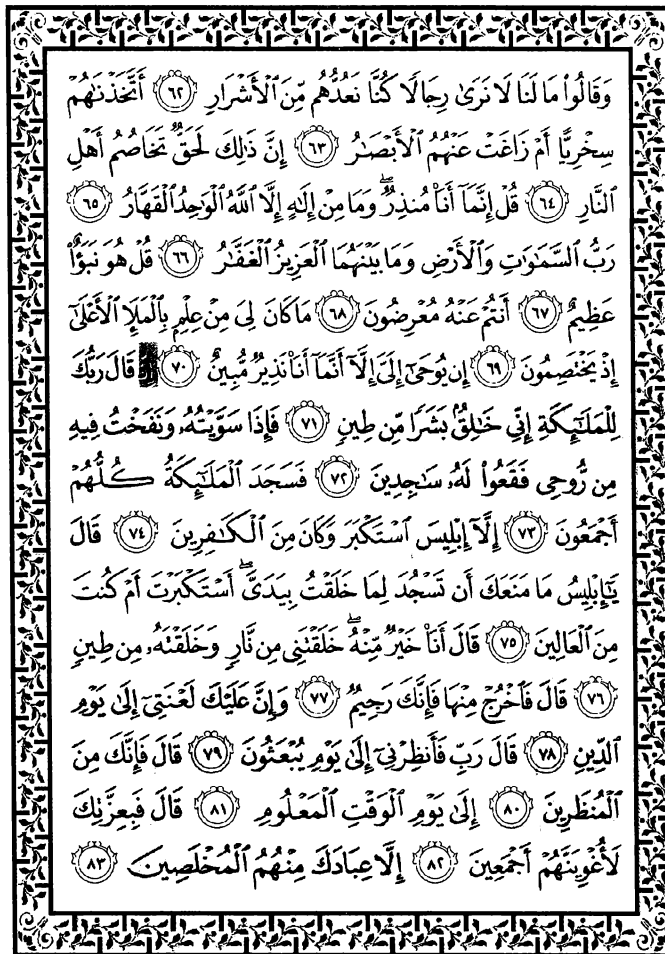 وَقَالُوا۟ مَا لَنَا لَا نَرَىٰ رِجَالًا كُنَّا نَعُدُّهُم مِّنَ ٱلْأَشْرَارِ ٦٢ أَتَّخَذْنَٰهُمْ
سِخْرِيًّا أَمْ زَاغَتْ عَنْهُمُ ٱلْأَبْصَٰرُ ٦٣ إِنَّ ذَٰلِكَ لَحَقٌّ تَخَاصُمُ أَهْلِ
ٱلنَّارِ ٦٤ قُلْ إِنَّمَآ أَنَا۠ مُنذِرٌ ۖ وَمَا مِنْ إِلَٰهٍ إِلَّا ٱللَّهُ ٱلْوَٰحِدُ ٱلْقَهَّارُ ٦٥
رَبُّ ٱلسَّمَٰوَٰتِ وَٱلْأَرْضِ وَمَا بَيْنَهُمَا ٱلْعَزِيزُ ٱلْغَفَّٰرُ ٦٦ قُلْ هُوَ نَبَؤٌا۟
عَظِيمٌ ٦٧ أَنتُمْ عَنْهُ مُعْرِضُونَ ٦٨ مَا كَانَ لِىَ مِنْ عِلْمٍۭ بِٱلْمَلَإِ ٱلْأَعْلَىٰٓ
إِذْ يَخْتَصِمُونَ ٦٩ إِن يُوحَىٰٓ إِلَىَّ إِلَّآ أَنَّمَآ أَنَا۠ نَذِيرٌ مُّبِينٌ ٧٠ قَالَ رَبُّكَ
لِلْمَلَٰٓئِكَةِ إِنِّى خَٰلِقٌۢ بَشَرًا مِّن طِينٍ ٧١ فَإِذَا سَوَّيْتُهُۥ وَنَفَخْتُ فِيهِ
مِن رُّوحِى فَقَعُوا۟ لَهُۥ سَٰجِدِينَ ٧٢ فَسَجَدَ ٱلْمَلَٰٓئِكَةُ كُلُّهُمْ
أَجْمَعُونَ ٧٣ إِلَّآ إِبْلِيسَ ٱسْتَكْبَرَ وَكَانَ مِنَ ٱلْكَٰفِرِينَ ٧٤ قَالَ
يَٰٓإِبْلِيسُ مَا مَنَعَكَ أَن تَسْجُدَ لِمَا خَلَقْتُ بِيَدَىَّ ۖ أَسْتَكْبَرْتَ أَمْ كُنتَ
مِنَ ٱلْعَالِينَ ٧٥ قَالَ أَنَا۠ خَيْرٌ مِّنْهُ ۖ خَلَقْتَنِى مِن نَّارٍ وَخَلَقْتَهُۥ مِن طِينٍ
٧٦ قَالَ فَٱخْرُجْ مِنْهَا فَإِنَّكَ رَجِيمٌ ٧٧ وَإِنَّ عَلَيْكَ لَعْنَتِىٓ إِلَىٰ يَوْمِ
ٱلدِّينِ ٧٨ قَالَ رَبِّ فَأَنظِرْنِىٓ إِلَىٰ يَوْمِ يُبْعَثُونَ ٧٩ قَالَ فَإِنَّكَ مِنَ
ٱلْمُنظَرِينَ ٨٠ إِلَىٰ يَوْمِ ٱلْوَقْتِ ٱلْمَعْلُومِ ٨١ قَالَ فَبِعِزَّتِكَ
لَأُغْوِيَنَّهُمْ أَجْمَعِينَ ٨٢ إِلَّا عِبَادَكَ مِنْهُمُ ٱلْمُخْلَصِينَ ٨٣